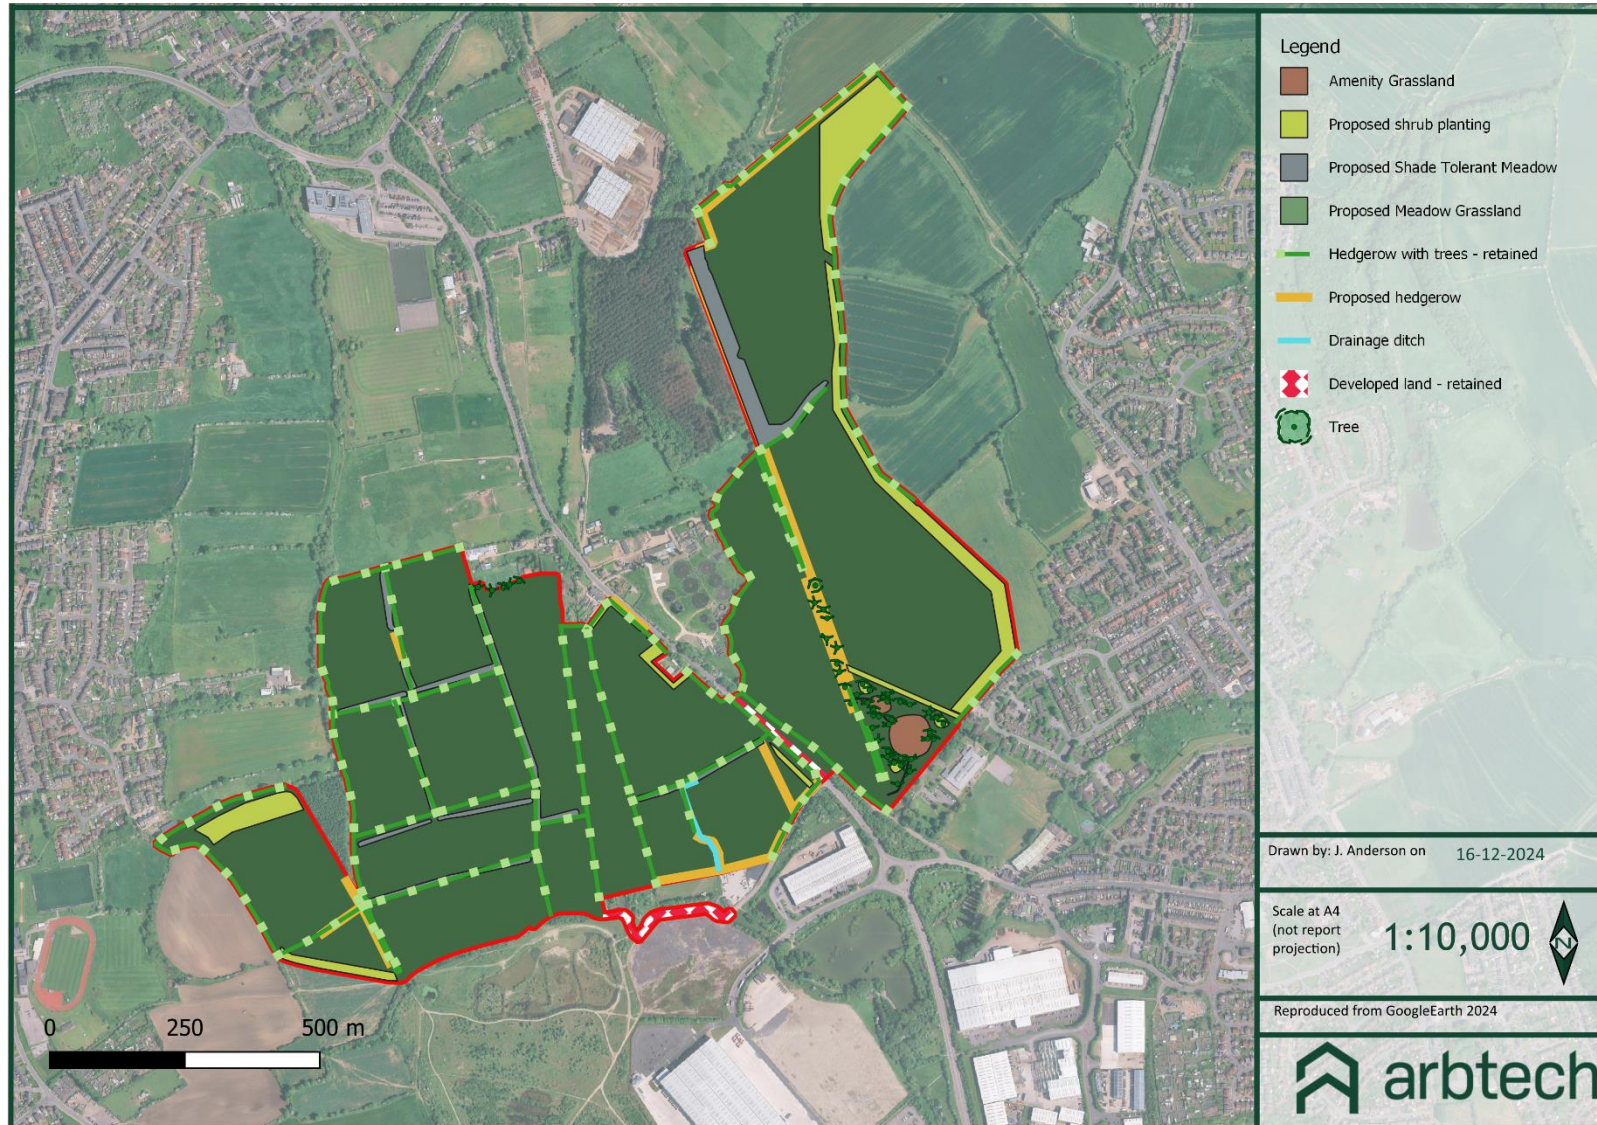 Legend
Amenity Grassland
Proposed shrub planting
Proposed Shade Tolerant Meadow
Proposed Meadow Grassland
Hedgerow with trees - retained
Proposed hedgerow
Drainage ditch
Developed land - retained
Tree
Drawn by: J. Anderson on 16-12-2024
Scale at A4
(not report
projection)
1:10,000
N
Reproduced from GoogleEarth 2024
arbtech
0 250 500 m